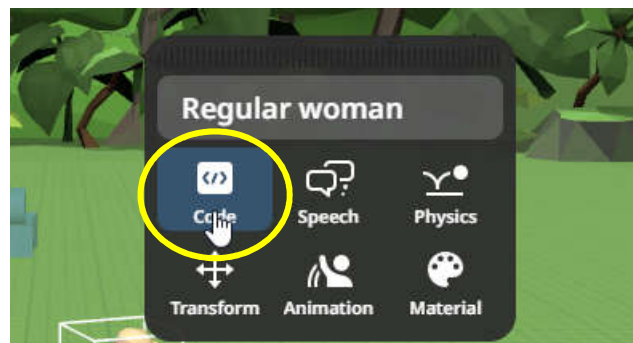 Regular woman
Code Speech Physics
Transform Animation Material